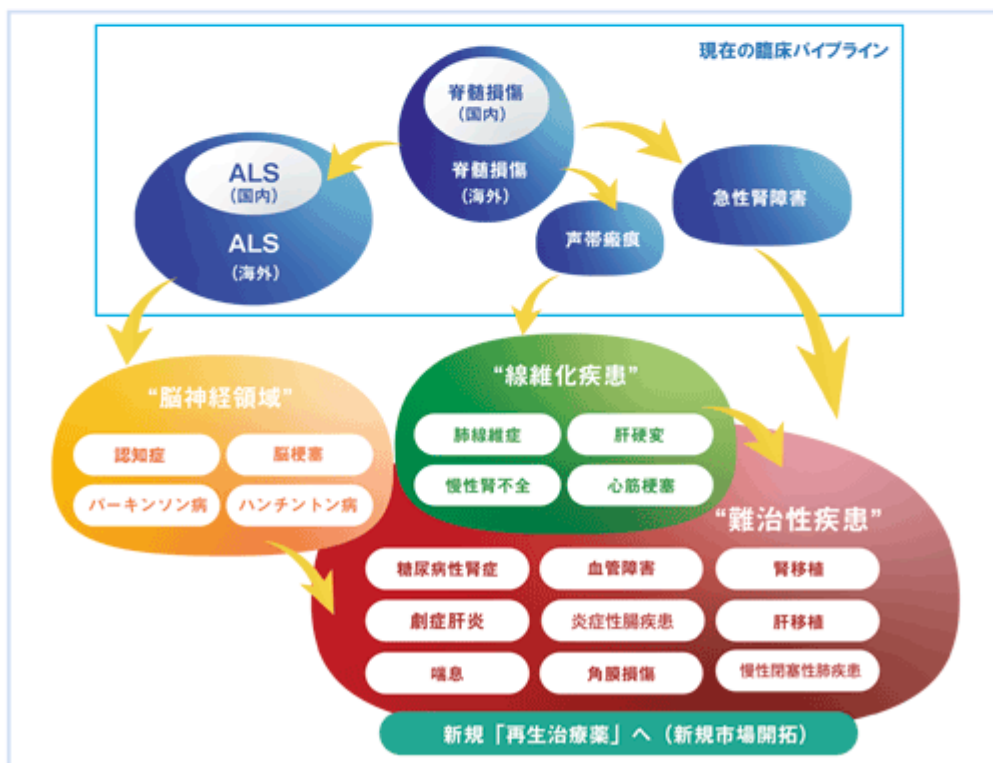 現在の臨床パイプライン
脊髄損傷
(国内)
脊髄損傷
(海外)
ALS
(国内)
ALS
(海外)
声帯瘢痕
急性腎障害
“脳神経領域”
認知症
脳梗塞
パーキンソン病
ハンチントン病
“線維化疾患”
肺線維症
肝硬変
慢性腎不全
心筋梗塞
“難治性疾患”
糖尿病性腎症
血管障害
腎移植
劇症肝炎
炎症性腸疾患
肝移植
喘息
角膜損傷
慢性閉塞性肺疾患
新規「再生治療薬」へ（新規市場開拓）